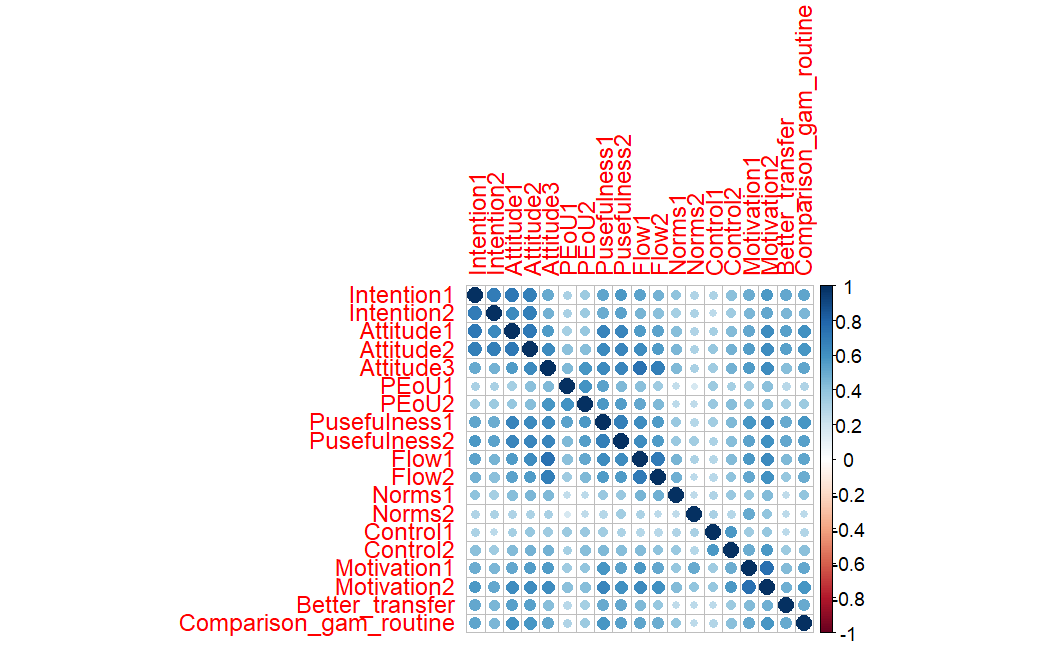 Intention1
Intention2
Attitude1
Attitude2
Attitude3
PEoU1
PEoU2
Pusefulness1
Pusefulness2
Flow1
Flow2
Norms1
Norms2
Control1
Control2
Motivation1
Motivation2
Better_transfer
Comparison_gam_routine
Intention1
Intention2
Attitude1
Attitude2
Attitude3
PEoU1
PEoU2
Pusefulness1
Pusefulness2
Flow1
Flow2
Norms1
Norms2
Control1
Control2
Motivation1
Motivation2
Better_transfer
Comparison_gam_routine
1
0.8
0.6
0.4
0.2
0
-0.2
-0.4
-0.6
-0.8
-1